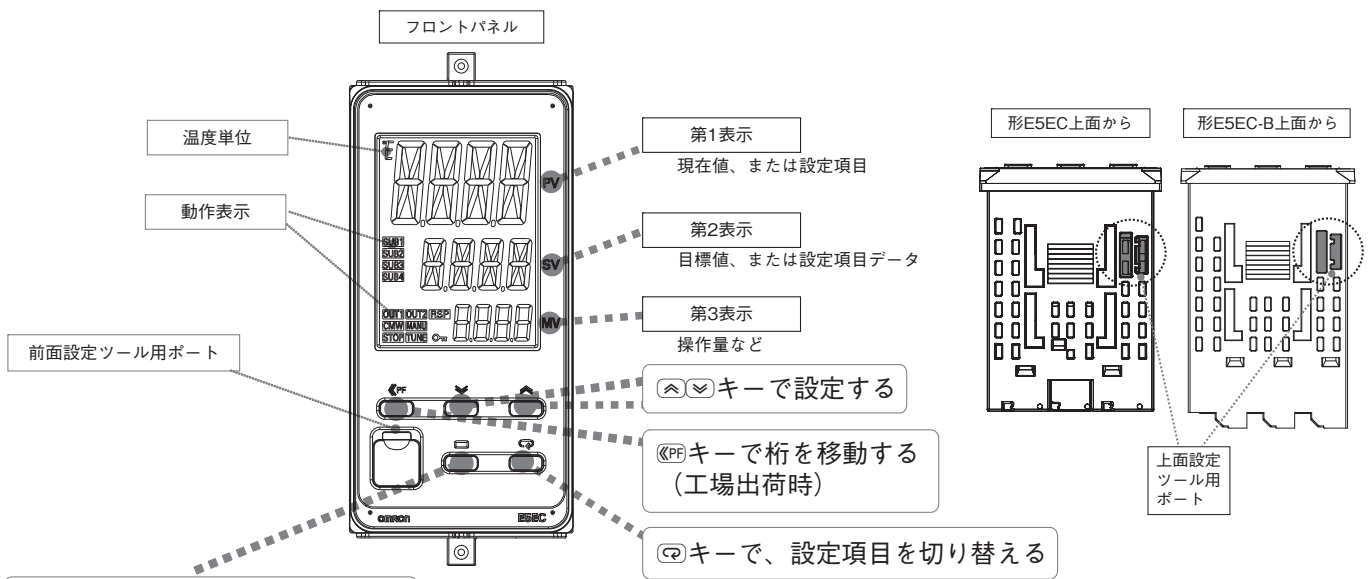 フロントパネル
温度単位
動作表示
前面設定ツール用ポート
℃
PV
SV
MV
SUB1
SUB2
SUB3
SUB4
OUT1 OUT2 RSP
CMW MANU
STOP TUNE
《PF
omron
E5EC
第1表示
現在値、または設定項目
第2表示
目標値、または設定項目データ
第3表示
操作量など
キーで設定する
《PFキーで桁を移動する
（工場出荷時）
キーで、設定項目を切り替える
形E5EC上面から
形E5EC-B上面から
上面設定
ツール用
ポート